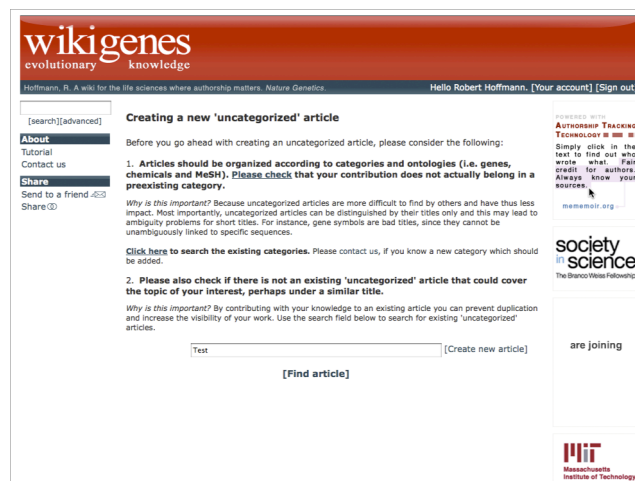 wikigenes
evolutionary knowledge
Hoffmann, R. A wiki for the life sciences where authorship matters. Nature Genetics.
Hello Robert Hoffmann. [Your account] [Sign out
[search][advanced]
About
Tutorial
Contact us
Share
Send to a friend
Share
Creating a new 'uncategorized' article
Before you go ahead with creating an uncategorized article, please consider the following:
1. Articles should be organized according to categories and ontologies (i.e. genes,
chemicals and MeSH). Please check that your contribution does not actually belong in a
preexisting category.
Why is this important? Because uncategorized articles are more difficult to find by others and have thus less
impact. Most importantly, uncategorized articles can be distinguished by their titles only and this may lead to
ambiguity problems for short titles. For instance, gene symbols are bad titles, since they cannot be
unambiguously linked to specific sequences.
Click here to search the existing categories. Please contact us, if you know a new category which should
be added.
2. Please also check if there is not an existing 'uncategorized' article that could cover
the topic of your interest, perhaps under a similar title.
Why is this important? By contributing with your knowledge to an existing article you can prevent duplication
and increase the visibility of your work. Use the search field below to search for existing 'uncategorized'
articles.
Test
[Create new article]
[Find article]
POWERED WITH
AUTHORSHIP TRACKING
TECHNOLOGY
Simply click in the
text to find out who
wrote what. Fair
credit for authors.
Always know your
sources.
mememoir.org
society
in science
The Branco Weiss Fellowship
are joining
MIT
Massachusetts
Institute of Technology